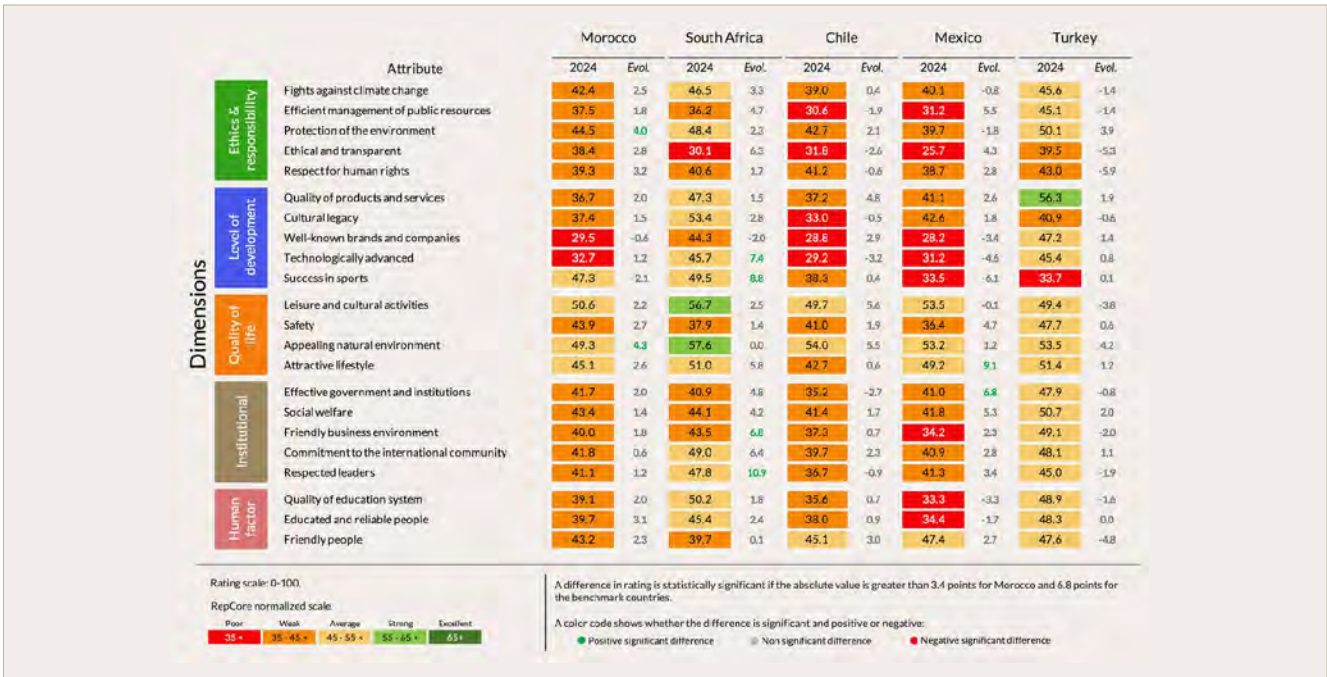 Morocco South Africa Chile Mexico Turkey
Attribute 2024 Evol. 2024 Evol. 2024 Evol. 2024 Evol. 2024 Evol.
Dimensions
Ethics & responsibility
Fights against climate change 42.4 2.5 46.5 3.3 39.0 0.4 40.1 -0.8 45.6 -1.4
Efficient management of public resources 37.5 1.8 36.2 4.7 30.6 -1.9 31.2 5.5 45.1 -1.4
Protection of the environment 44.5 4.0 48.4 2.3 42.7 2.1 39.7 -1.8 50.1 3.9
Ethical and transparent 38.4 2.8 30.1 6.3 31.8 -2.6 25.7 4.3 39.5 -5.3
Respect for human rights 39.3 3.2 40.6 1.7 41.2 -0.6 38.7 2.8 43.0 -5.9
Level of development
Quality of products and services 36.7 2.0 47.3 1.5 37.2 4.8 41.1 2.6 56.3 1.9
Cultural legacy 37.4 1.5 53.4 2.8 33.0 -0.5 42.6 1.8 40.9 -0.6
Well-known brands and companies 29.5 -0.6 44.3 -2.0 28.8 2.9 28.2 -3.4 47.2 1.4
Technologically advanced 32.7 1.2 45.7 7.4 29.2 -3.2 31.2 -4.6 45.4 0.8
Success in sports 47.3 -2.1 49.5 8.8 38.3 0.4 33.5 -6.1 33.7 0.1
Quality of life
Leisure and cultural activities 50.6 2.2 56.7 2.5 49.7 5.6 53.5 -0.1 49.4 -3.8
Safety 43.9 2.7 37.9 1.4 41.0 1.9 36.4 4.7 47.7 0.6
Appealing natural environment 49.3 4.3 57.6 0.0 54.0 5.5 53.2 1.2 53.5 4.2
Attractive lifestyle 45.1 2.6 51.0 5.8 42.7 0.6 49.2 9.1 51.4 1.2
Institutional
Effective government and institutions 41.7 2.0 40.9 4.8 35.2 -2.7 41.0 6.8 47.9 -0.8
Social welfare 43.4 1.4 44.1 4.2 41.4 1.7 41.8 5.3 50.7 2.0
Friendly business environment 40.0 1.8 43.5 6.8 37.3 0.7 34.2 2.3 49.1 -2.0
Commitment to the international community 41.8 0.6 49.0 6.4 39.7 2.3 40.9 2.8 48.1 1.1
Respected leaders 41.1 1.2 47.8 10.9 36.7 -0.9 41.3 3.4 45.0 -1.9
Human factor
Quality of education system 39.1 2.0 50.2 1.8 35.6 0.7 33.3 -3.3 48.9 -1.6
Educated and reliable people 39.7 3.1 45.4 2.4 38.0 0.9 34.4 -1.7 48.3 0.0
Friendly people 43.2 2.3 39.7 0.1 45.1 3.0 47.4 2.7 47.6 -4.8
Rating scale: 0-100.
RepCore normalized scale
Poor Weak Average Strong Excellent
35 - 35 - 45 + 45 - 55 + 55 - 65 + 65+
A difference in rating is statistically significant if the absolute value is greater than 3.4 points for Morocco and 6.8 points for
the benchmark countries.
A color code shows whether the difference is significant and positive or negative:
Positive significant difference Non significant difference Negative significant difference